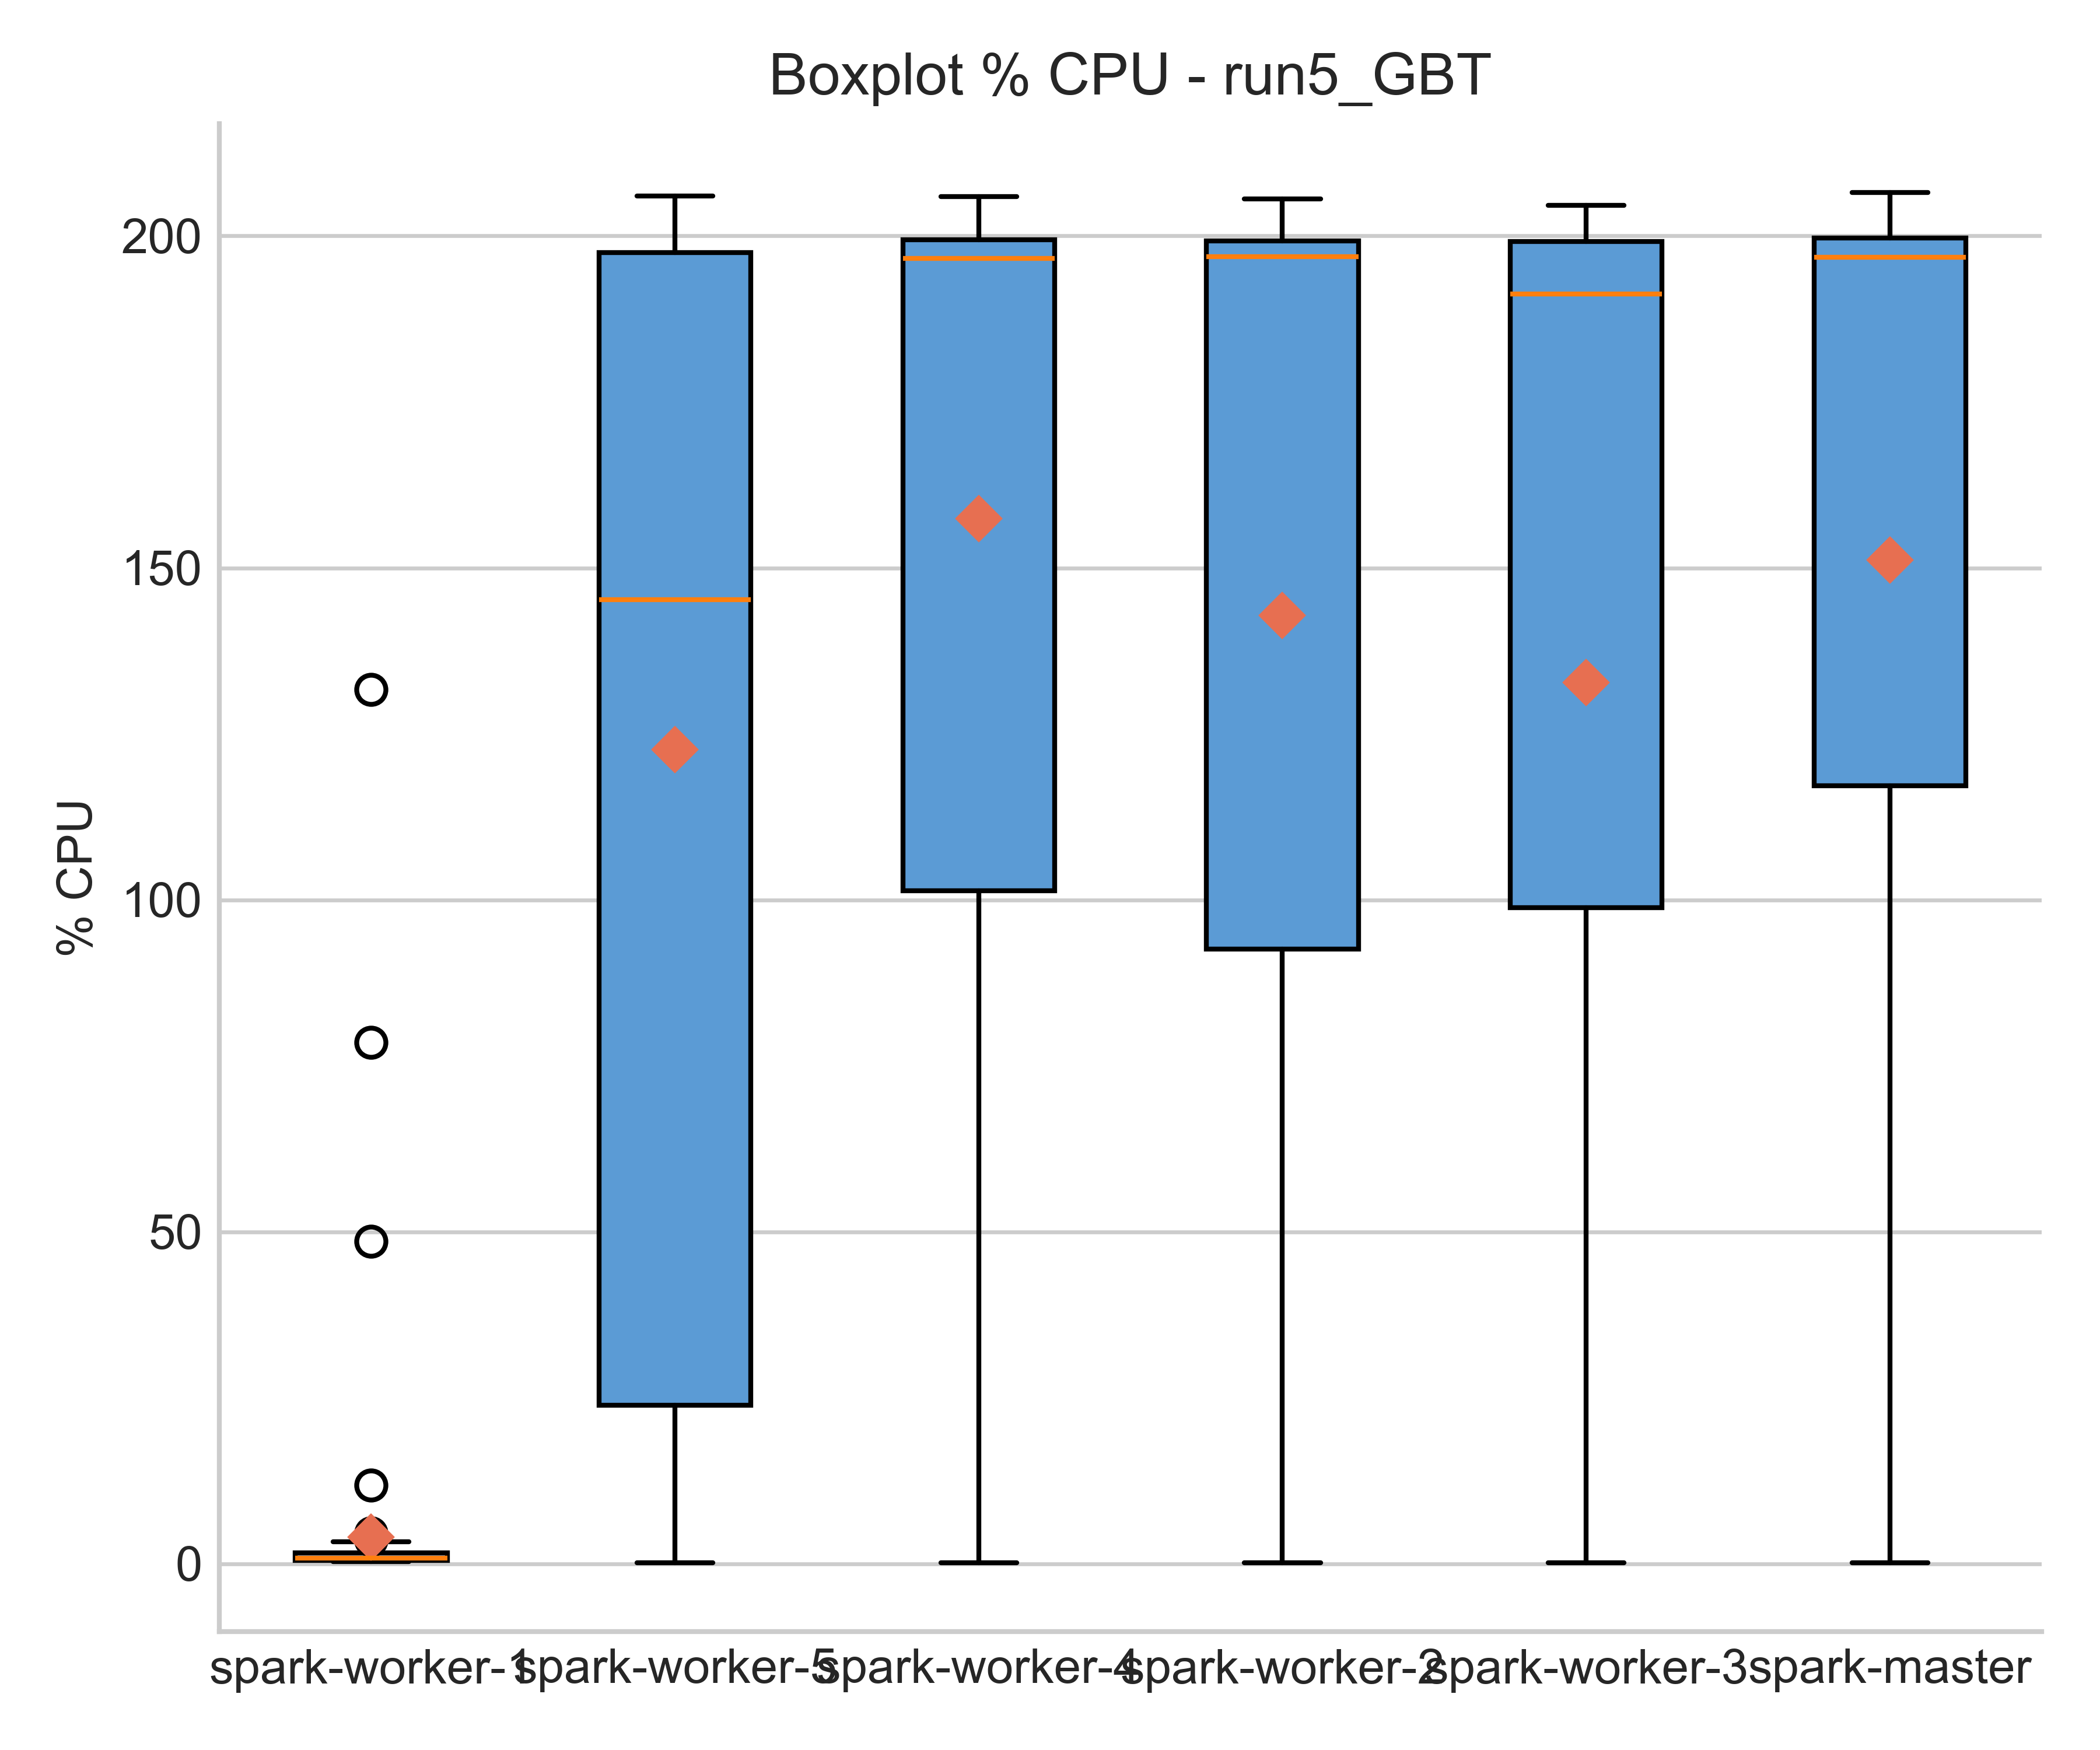 Boxplot % CPU - run5_GBT
% CPU
200
150
100
50
0
spark-worker-1
spark-worker-5
spark-worker-4
spark-worker-2
spark-worker-3
spark-master